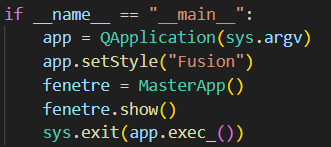 if __name__ == "__main__":
    app = QApplication(sys.argv)
    app.setStyle("Fusion")
    fenetre = MasterApp()
    fenetre.show()
    sys.exit(app.exec_())